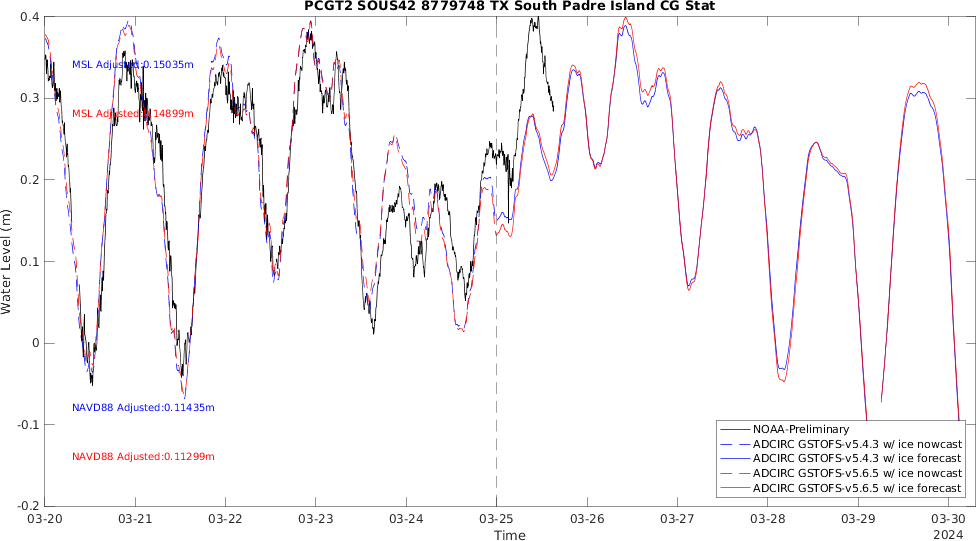 PCGT2 SOUS42 8779748 TX South Padre Island CG Stat
Water Level (m)
0.4
0.3
0.2
0.1
0
-0.1
-0.2
MSL Adjusted:0.15035m
MSL Adjusted:0.14899m
NAVD88 Adjusted:0.11435m
NAVD88 Adjusted:0.11299m
NOAA-Preliminary
ADCIRC GSTOFS-v5.4.3 w/ ice nowcast
ADCIRC GSTOFS-v5.4.3 w/ ice forecast
ADCIRC GSTOFS-v5.6.5 w/ ice nowcast
ADCIRC GSTOFS-v5.6.5 w/ ice forecast
03-20 03-21 03-22 03-23 03-24 03-25 03-26 03-27 03-28 03-29 03-30
2024
Time